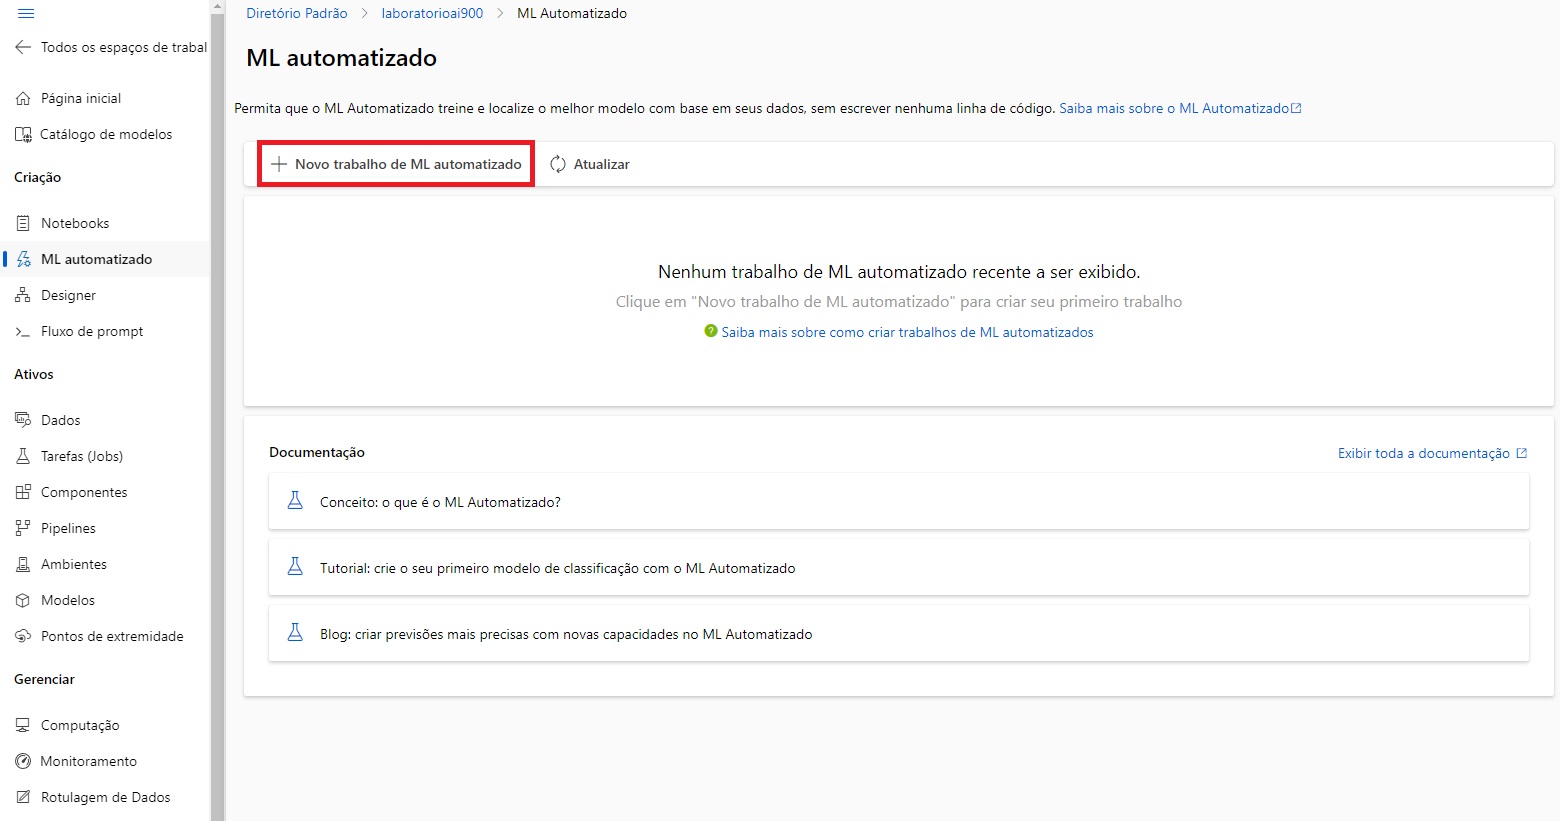 Todos os espaços de trabal
Página inicial
Catálogo de modelos
Criação
Notebooks
ML automatizado
Designer
Fluxo de prompt
Ativos
Dados
Tarefas (Jobs)
Componentes
Pipelines
Ambientes
Modelos
Pontos de extremidade
Gerenciar
Computação
Monitoramento
Rotulagem de Dados
Diretório Padrão > laboratorioai900 > ML Automatizado
ML automatizado
Permita que o ML Automatizado treine e localize o melhor modelo com base em seus dados, sem escrever nenhuma linha de código. Saiba mais sobre o ML Automatizado
Novo trabalho de ML automatizado Atualizar
Nenhum trabalho de ML automatizado recente a ser exibido.
Clique em "Novo trabalho de ML automatizado" para criar seu primeiro trabalho
Saiba mais sobre como criar trabalhos de ML automatizados
Documentação Exibir toda a documentação
Conceito: o que é o ML Automatizado?
Tutorial: crie o seu primeiro modelo de classificação com o ML Automatizado
Blog: criar previsões mais precisas com novas capacidades no ML Automatizado